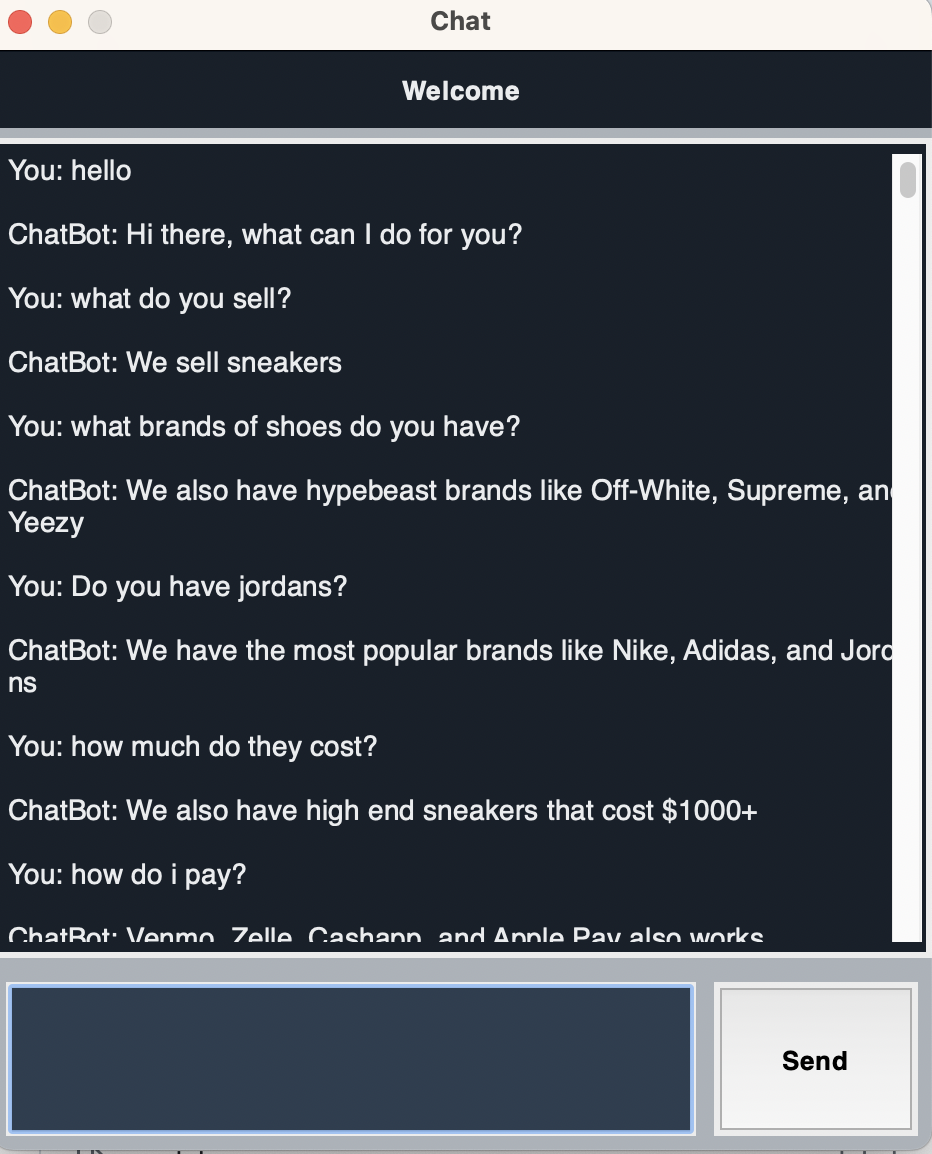 Chat
Welcome
You: hello
ChatBot: Hi there, what can I do for you?
You: what do you sell?
ChatBot: We sell sneakers
You: what brands of shoes do you have?
ChatBot: We also have hypebeast brands like Off-White, Supreme, and
Yeezy
You: Do you have jordans?
ChatBot: We have the most popular brands like Nike, Adidas, and Jord
ns
You: how much do they cost?
ChatBot: We also have high end sneakers that cost $1000+
You: how do i pay?
ChatBot: Venmo, Zelle, Cashapp, and Apple Pay also works
Send